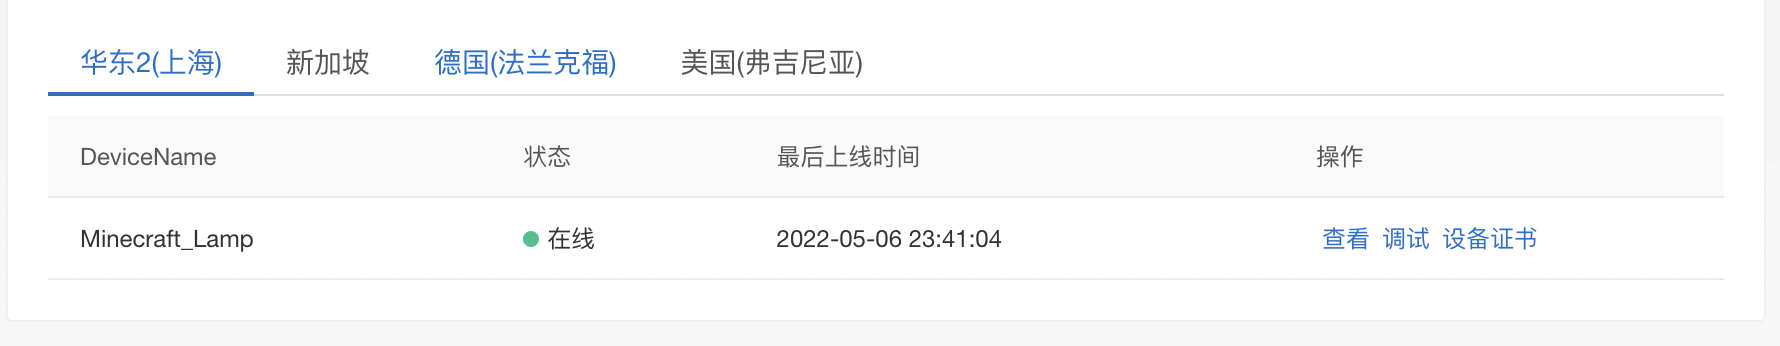 华东2(上海) 新加坡 德国(法兰克福) 美国(弗吉尼亚)
DeviceName 状态 最后上线时间 操作
Minecraft_Lamp 在线 2022-05-06 23:41:04 查看 调试 设备证书